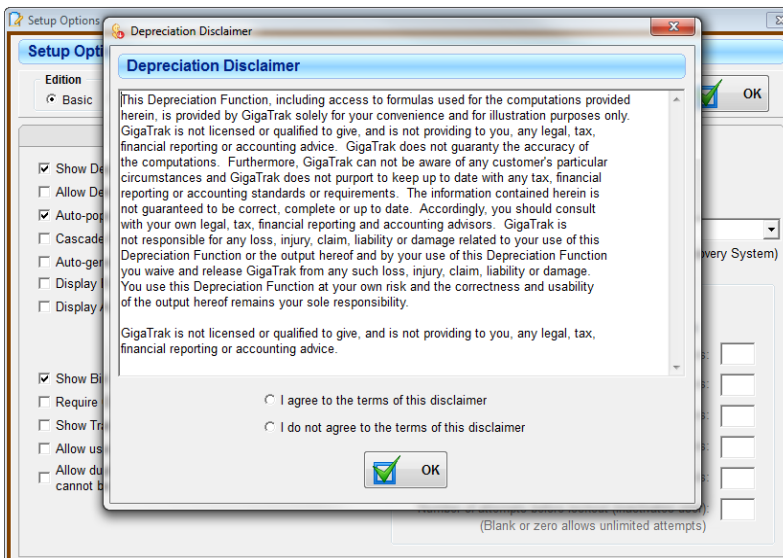 Setup Options
Depreciation Disclaimer
Setup Opti
Depreciation Disclaimer
Edition
Basic
OK
This Depreciation Function, including access to formulas used for the computations provided
herein, is provided by GigaTrak solely for your convenience and for illustration purposes only.
GigaTrak is not licensed or qualified to give, and is not providing to you, any legal, tax,
financial reporting or accounting advice.  GigaTrak does not guaranty the accuracy of
the computations.  Furthermore, GigaTrak can not be aware of any customer's particular
circumstances and GigaTrak does not purport to keep up to date with any tax, financial
reporting or accounting standards or requirements.  The information contained herein is
not guaranteed to be correct, complete or up to date.  Accordingly, you should consult
with your own legal, tax, financial reporting and accounting advisors.  GigaTrak is
not responsible for any loss, injury, claim, liability or damage related to your use of this
Depreciation Function or the output hereof and by your use of this Depreciation Function
you waive and release GigaTrak from any such loss, injury, claim, liability or damage.
You use this Depreciation Function at your own risk and the correctness and usability
of the output hereof remains your sole responsibility.
GigaTrak is not licensed or qualified to give, and is not providing to you, any legal, tax,
financial reporting or accounting advice.
Show De
Allow De
Auto-pop
Cascade
Auto-gen
Display
Display
overy System)
Show Bi
Require
Show Tra
Allow us
Allow du
cannot b
I agree to the terms of this disclaimer
I do not agree to the terms of this disclaimer
OK
(Blank or zero allows unlimited attempts)